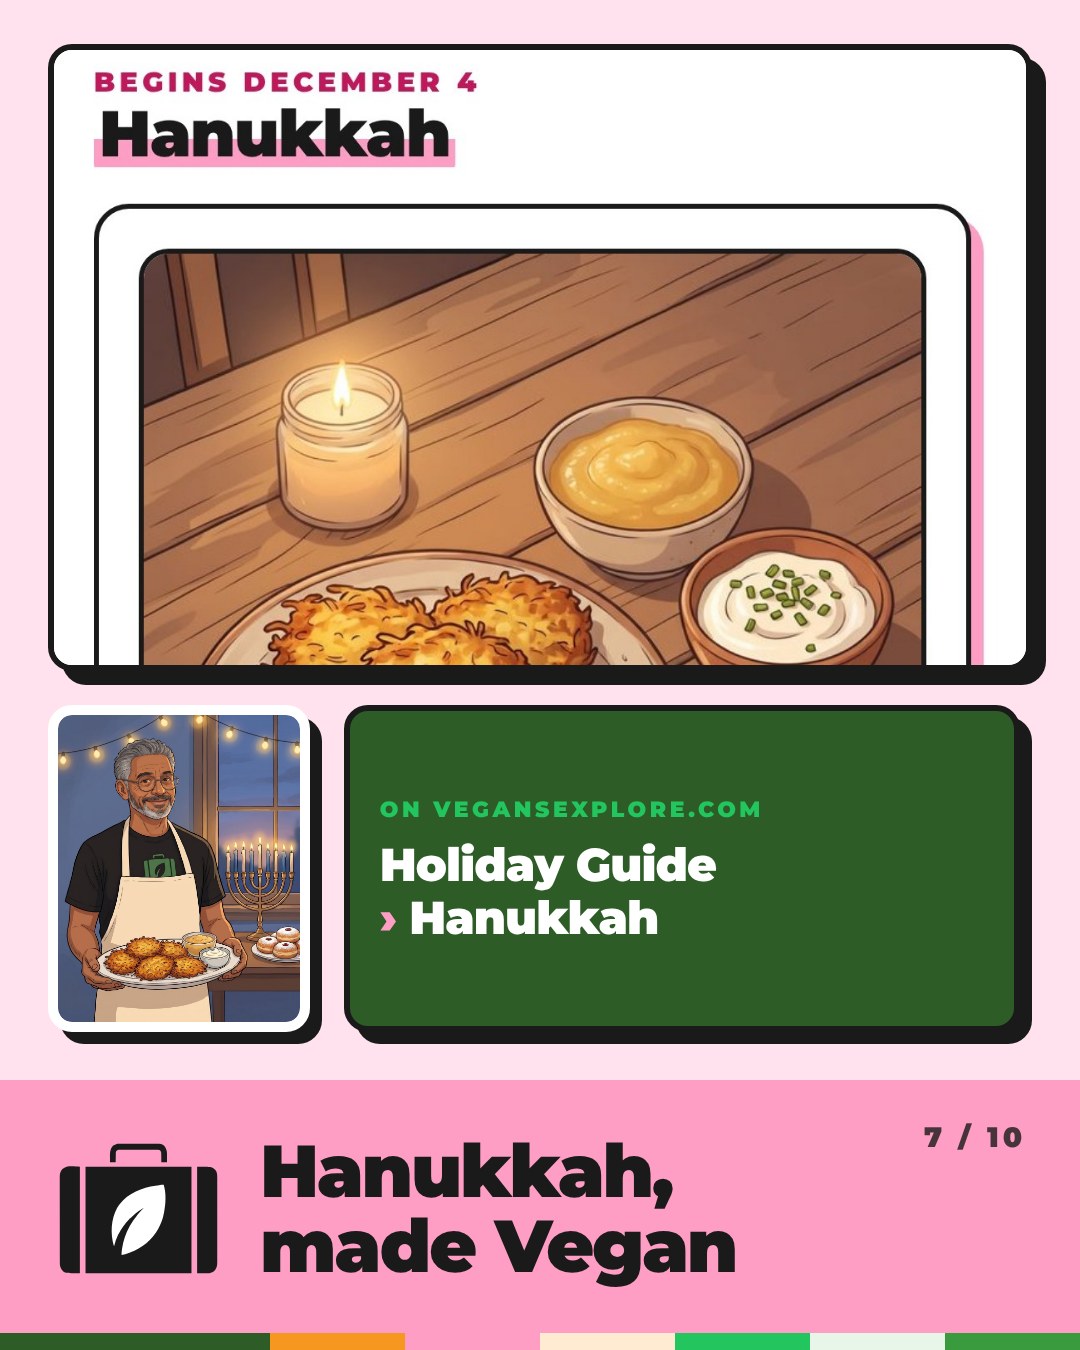 BEGINS DECEMBER 4
Hanukkah
ON VEGANSEXPLORE.COM
Holiday Guide
› Hanukkah
7 / 10
Hanukkah,
made Vegan